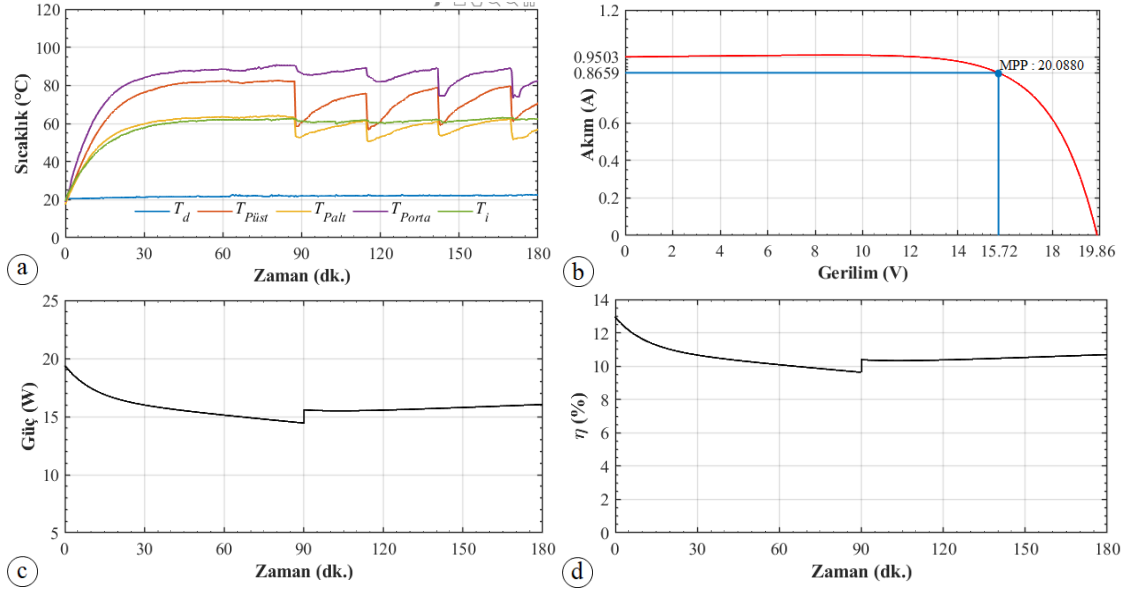 120
100
80
60
40
20
0
Sıcaklık (°C)
T_d T_Püst T_Palt T_Porta T_i
0 30 60 90 120 150 180
Zaman (dk.)
a
1.2
0.9503
0.8659
0.6
0.4
0.2
0
Akım (A)
MPP : 20.0880
0 2 4 6 8 10 12 14 15.72 18 19.86
Gerilim (V)
b
25
20
15
10
5
Güç (W)
0 30 60 90 120 150 180
Zaman (dk.)
c
14
12
10
8
6
4
2
0
η (%)
0 30 60 90 120 150 180
Zaman (dk.)
d